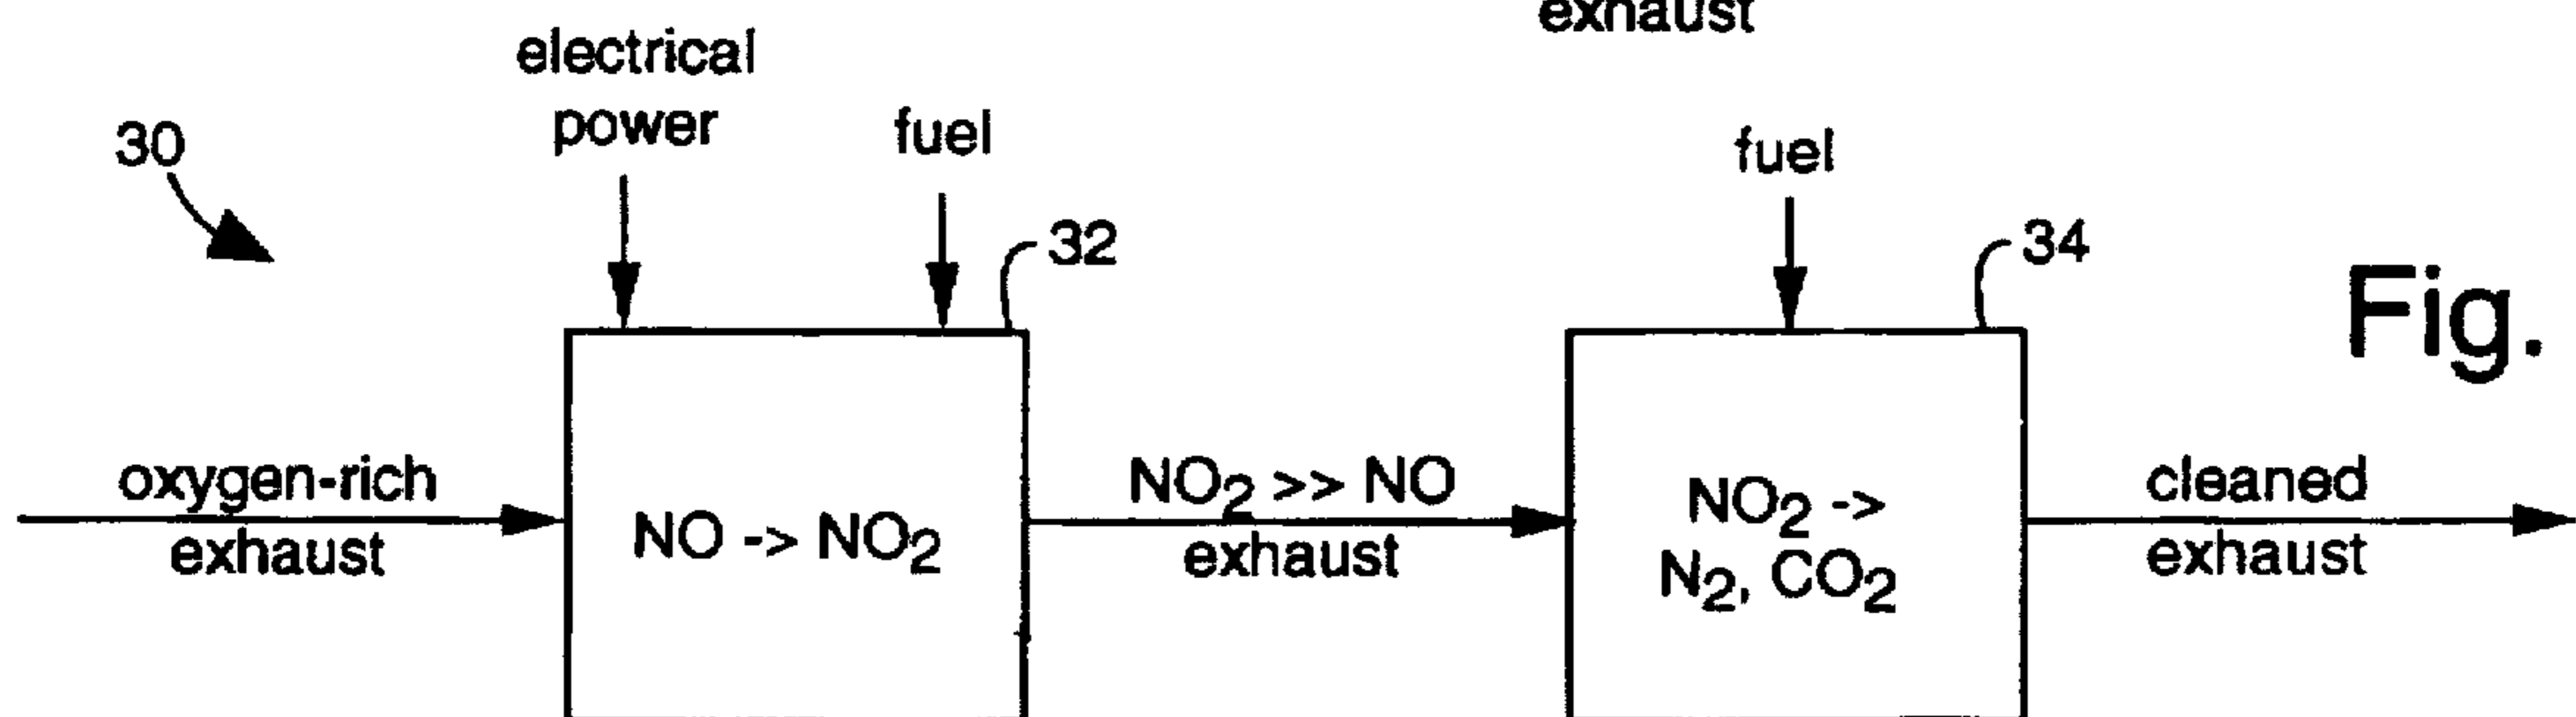 exhaust
electrical
power
fuel
30
32
fuel
34
Fig.
oxygen-rich
exhaust
NO -> NO₂
NO₂ >> NO
exhaust
NO₂ ->
N₂, CO₂
cleaned
exhaust